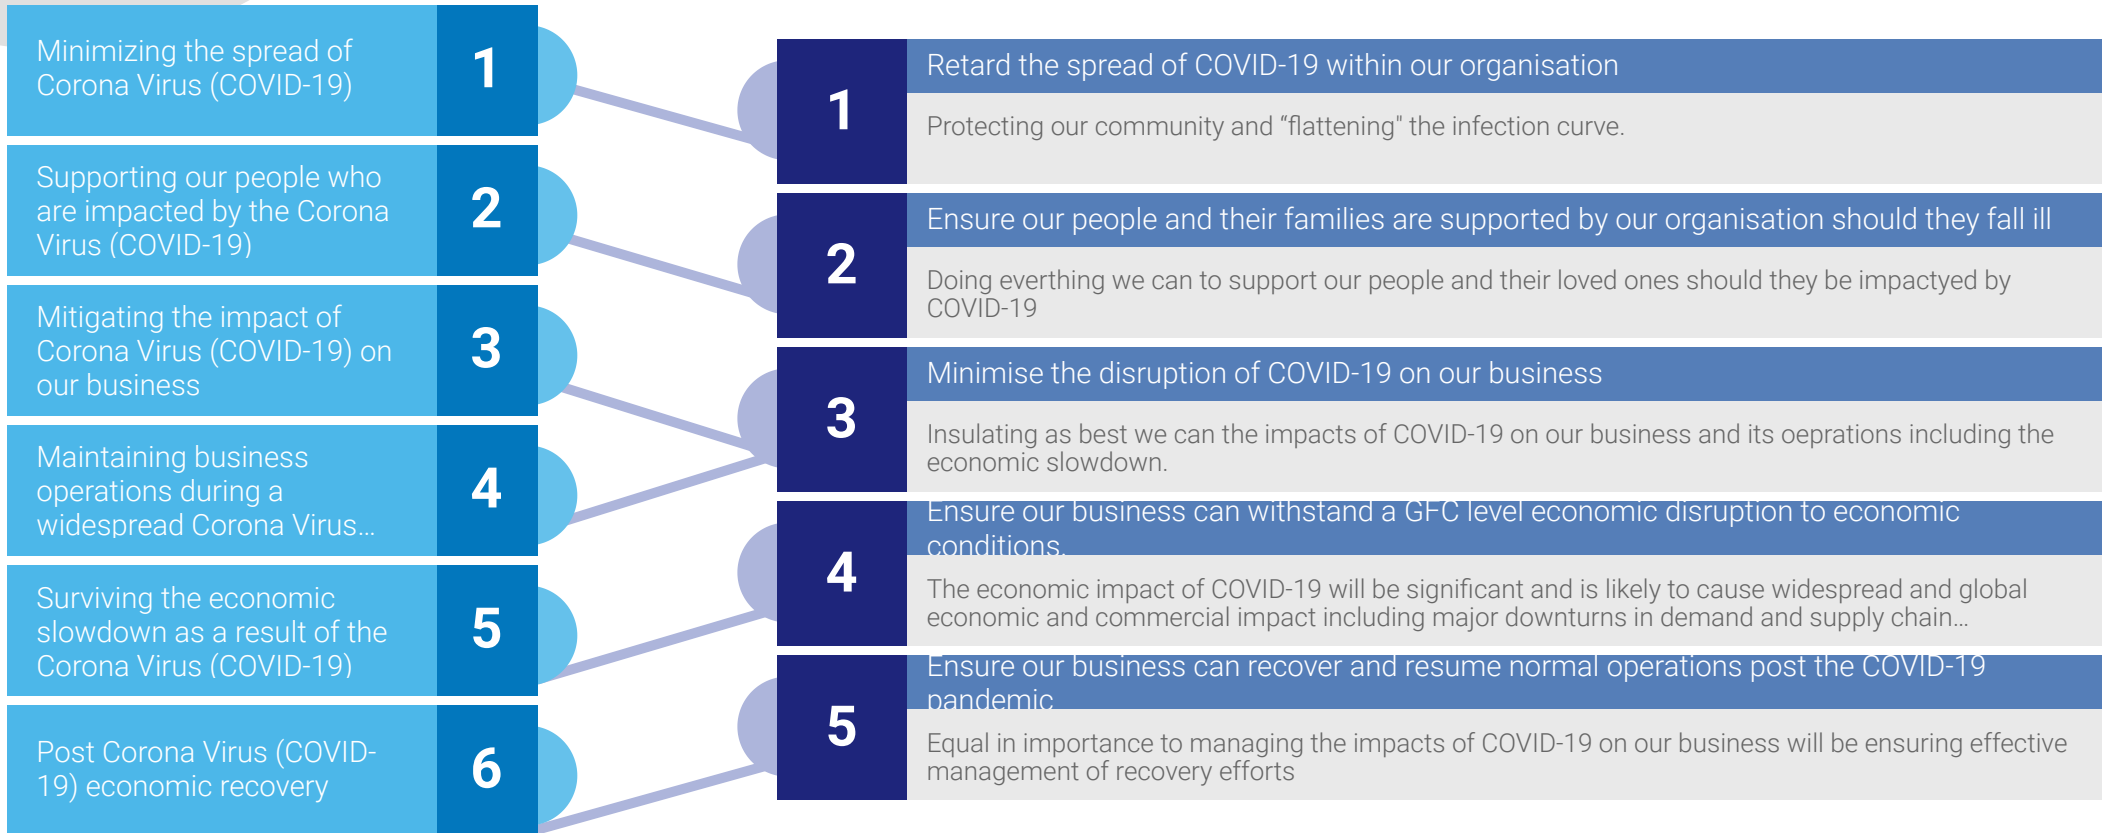 Minimizing the spread of
Corona Virus (COVID-19)
1
Supporting our people who
are impacted by the Corona
Virus (COVID-19)
2
Mitigating the impact of
Corona Virus (COVID-19) on
our business
3
Maintaining business
operations during a
widespread Corona Virus...
4
Surviving the economic
slowdown as a result of the
Corona Virus (COVID-19)
5
Post Corona Virus (COVID-
19) economic recovery
6
1
Retard the spread of COVID-19 within our organisation
Protecting our community and “flattening" the infection curve.
2
Ensure our people and their families are supported by our organisation should they fall ill
Doing everthing we can to support our people and their loved ones should they be impactyed by
COVID-19
3
Minimise the disruption of COVID-19 on our business
Insulating as best we can the impacts of COVID-19 on our business and its oeprations including the
economic slowdown.
4
Ensure our business can withstand a GFC level economic disruption to economic
conditions.
The economic impact of COVID-19 will be significant and is likely to cause widespread and global
economic and commercial impact including major downturns in demand and supply chain...
5
Ensure our business can recover and resume normal operations post the COVID-19
pandemic
Equal in importance to managing the impacts of COVID-19 on our business will be ensuring effective
management of recovery efforts